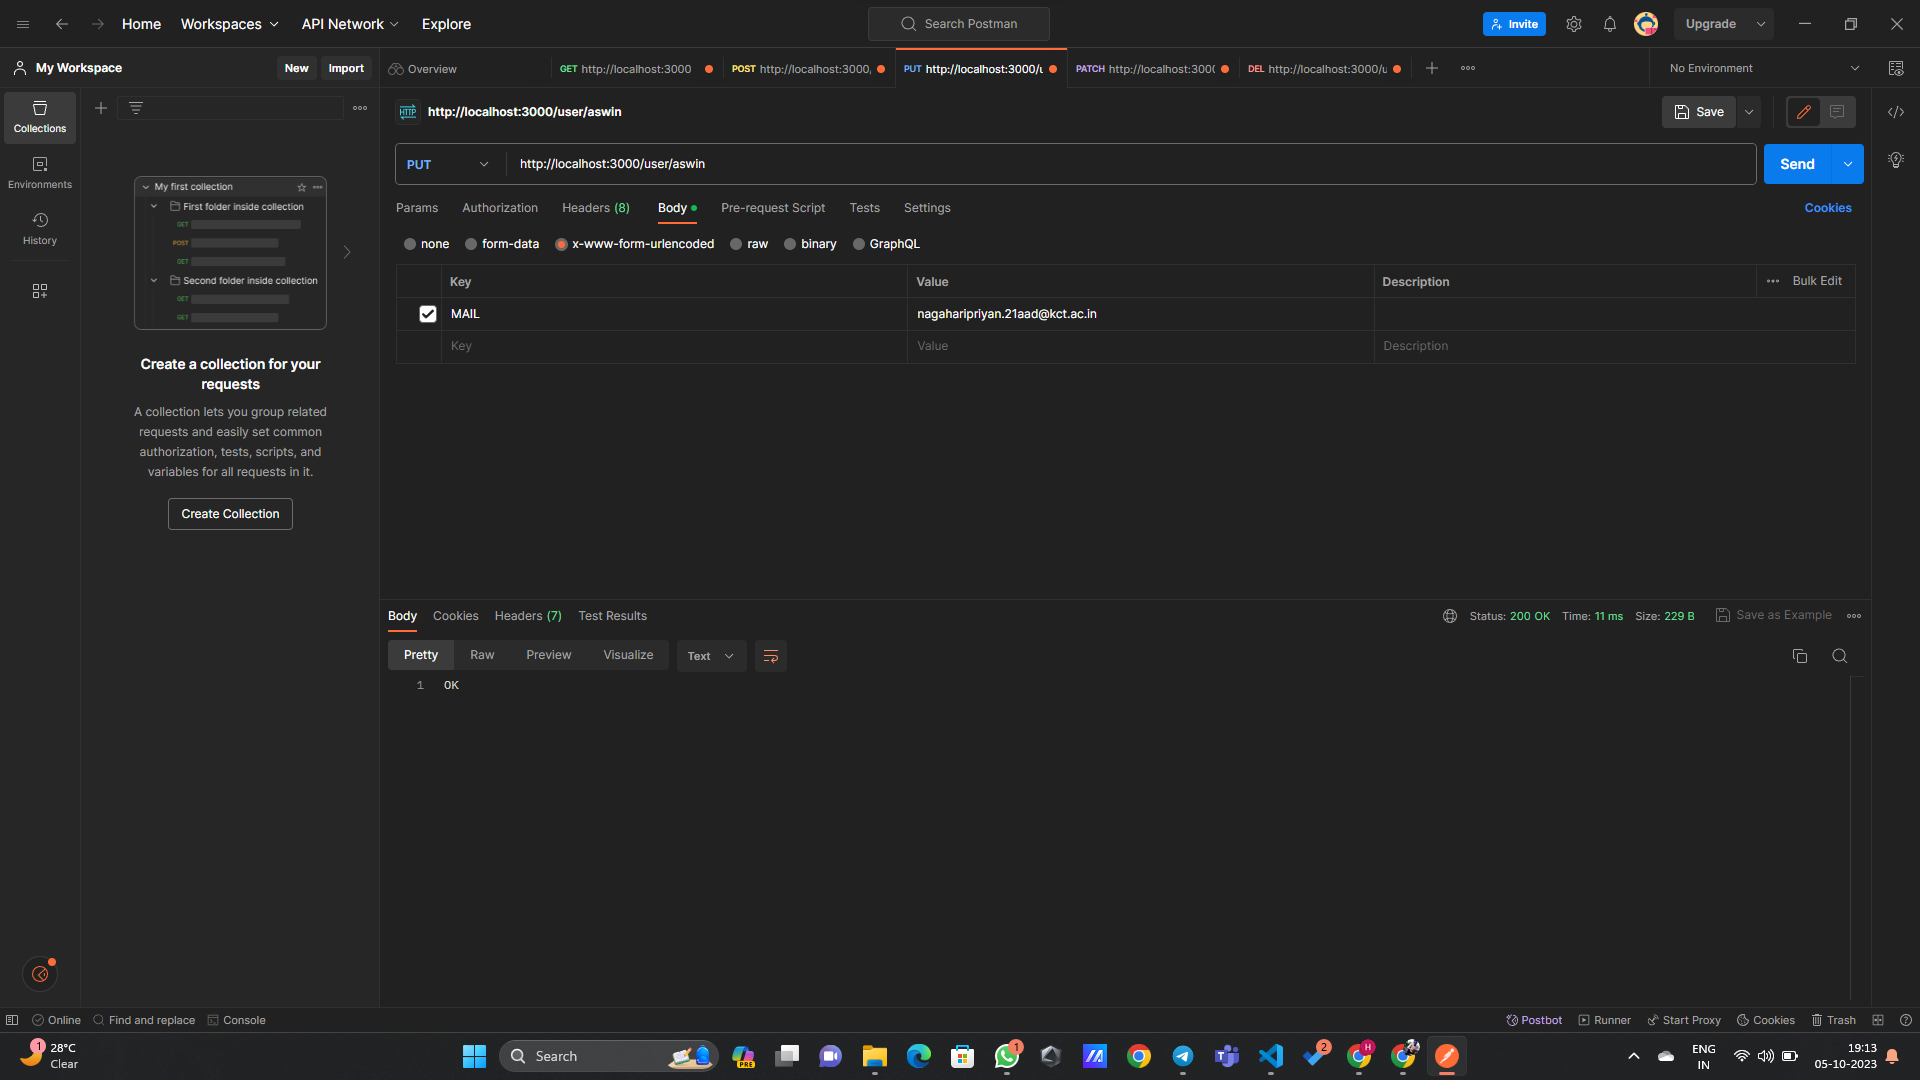 Home
Workspaces
API Network
Explore
Search Postman
Invite
Upgrade
My Workspace
New
Import
Overview
GET http://localhost:3000
POST http://localhost:3000,
PUT http://localhost:3000/u
PATCH http://localhost:3000/
DEL http://localhost:3000/u
No Environment
Collections
Environments
History
My first collection
First folder inside collection
GET
POST
GET
Second folder inside collection
GET
GET
Create a collection for your
requests
A collection lets you group related
requests and easily set common
authorization, tests, scripts, and
variables for all requests in it.
Create Collection
HTTP
http://localhost:3000/user/aswin
Save
PUT
http://localhost:3000/user/aswin
Send
Params
Authorization
Headers (8)
Body
Pre-request Script
Tests
Settings
Cookies
none
form-data
x-www-form-urlencoded
raw
binary
GraphQL
Key
Value
Description
Bulk Edit
MAIL
nagaharipriyan.21aad@kct.ac.in
Key
Value
Description
Body
Cookies
Headers (7)
Test Results
Status: 200 OK
Time: 11 ms
Size: 229 B
Save as Example
Pretty
Raw
Preview
Visualize
Text
1 OK
Online
Find and replace
Console
Postbot
Runner
Start Proxy
Cookies
Trash
1
28°C
Clear
Search
PRE
1
2
H
ENG
IN
19:13
05-10-2023